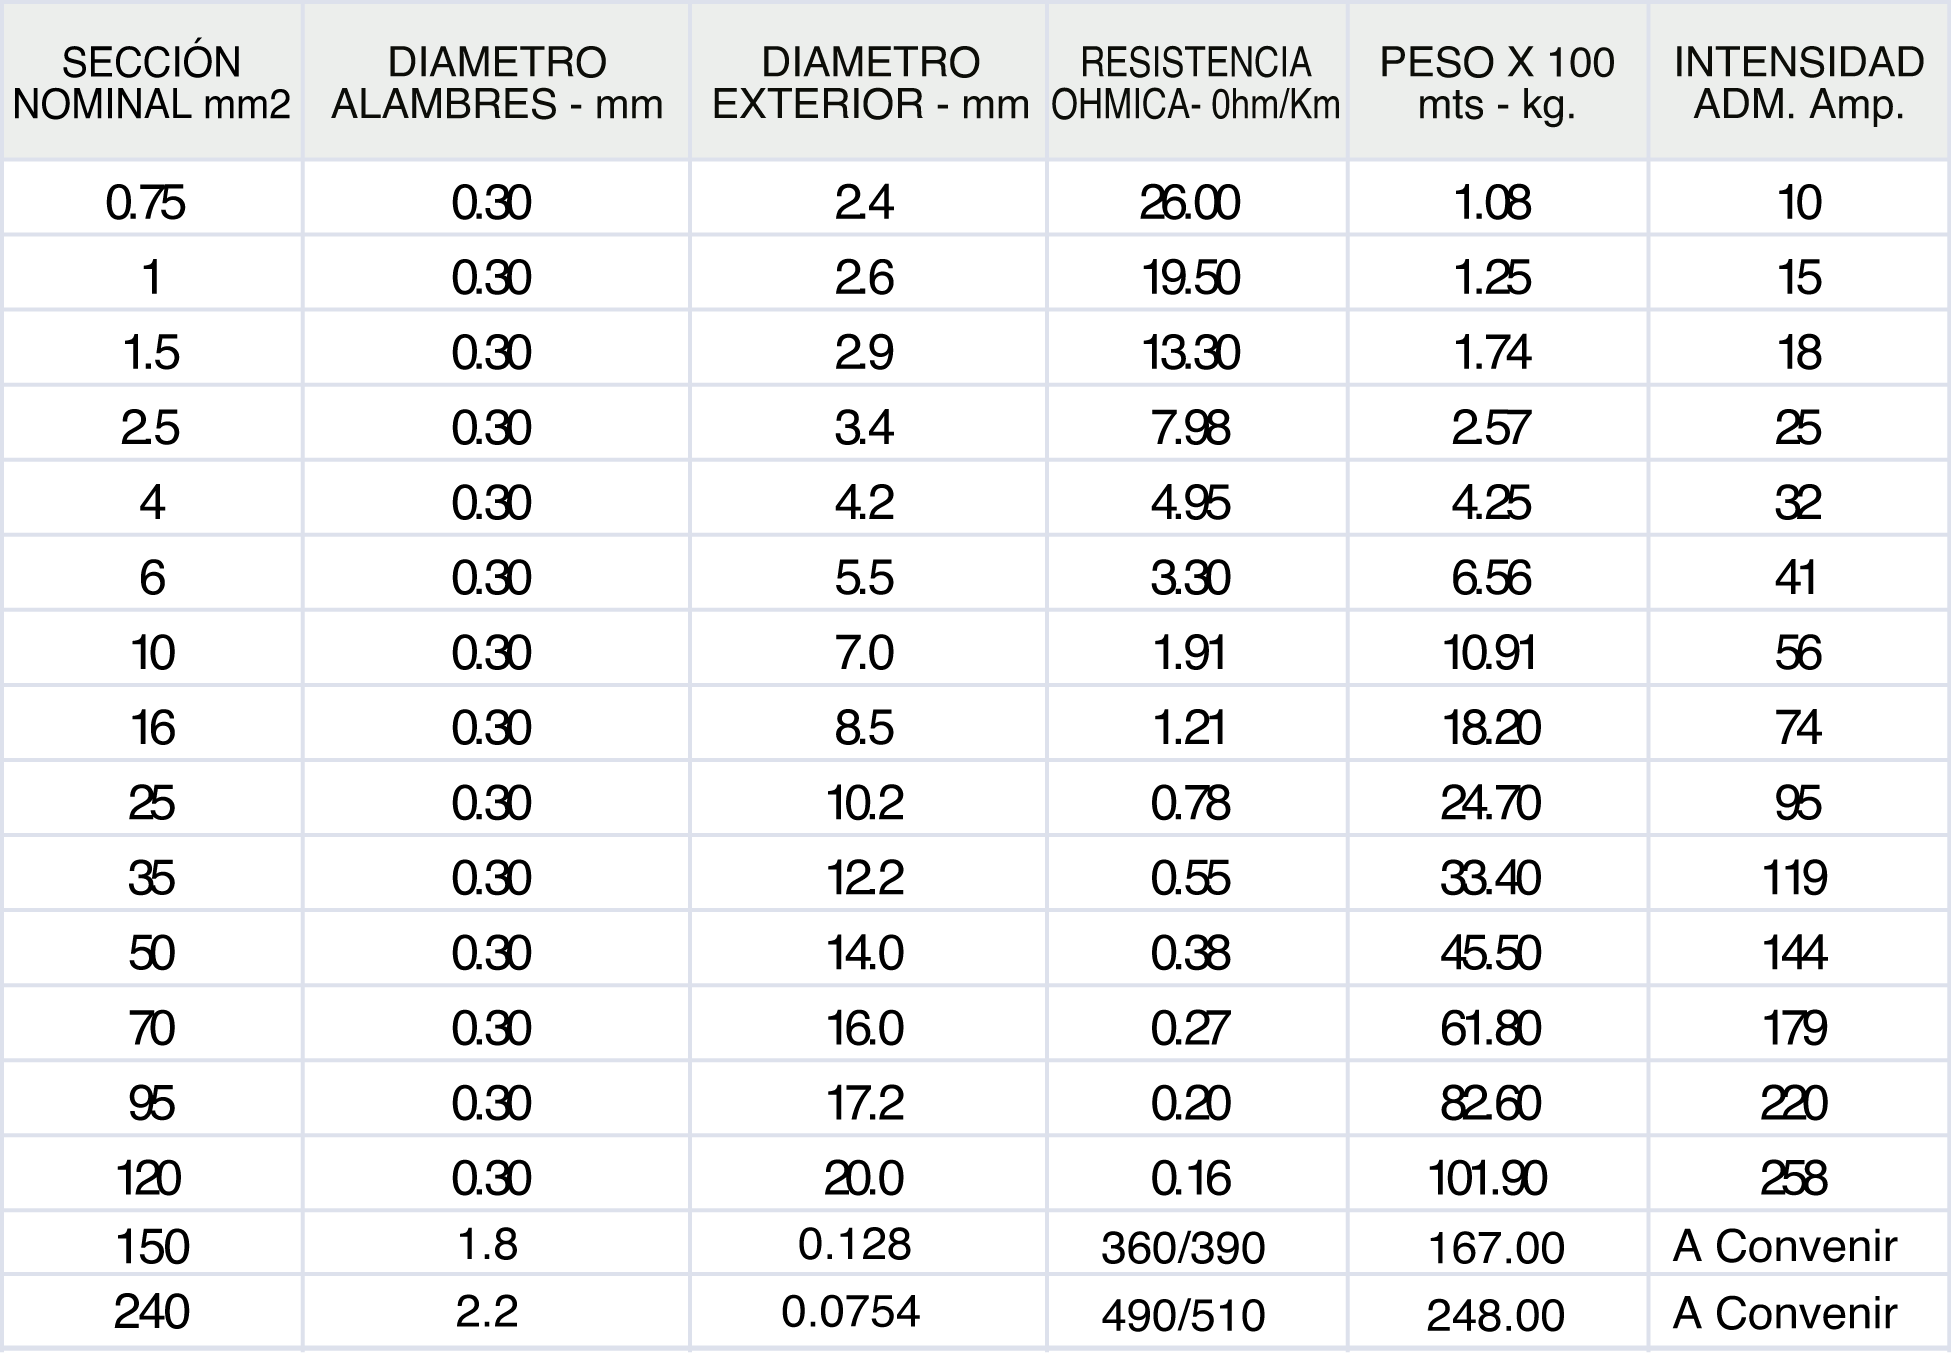 SECCIÓN NOMINAL mm2 DIAMETRO ALAMBRES - mm DIAMETRO EXTERIOR - mm RESISTENCIA OHMICA- 0hm/Km PESO X 100 mts - kg. INTENSIDAD ADM. Amp.
0.75 0.30 2.4 26.00 1.08 10
1 0.30 2.6 19.50 1.25 15
1.5 0.30 2.9 13.30 1.74 18
2.5 0.30 3.4 7.98 2.57 25
4 0.30 4.2 4.95 4.25 32
6 0.30 5.5 3.30 6.56 41
10 0.30 7.0 1.91 10.91 56
16 0.30 8.5 1.21 18.20 74
25 0.30 10.2 0.78 24.70 95
35 0.30 12.2 0.55 33.40 119
50 0.30 14.0 0.38 45.50 144
70 0.30 16.0 0.27 61.80 179
95 0.30 17.2 0.20 82.60 220
120 0.30 20.0 0.16 101.90 258
150 1.8 0.128 360/390 167.00 A Convenir
240 2.2 0.0754 490/510 248.00 A Convenir